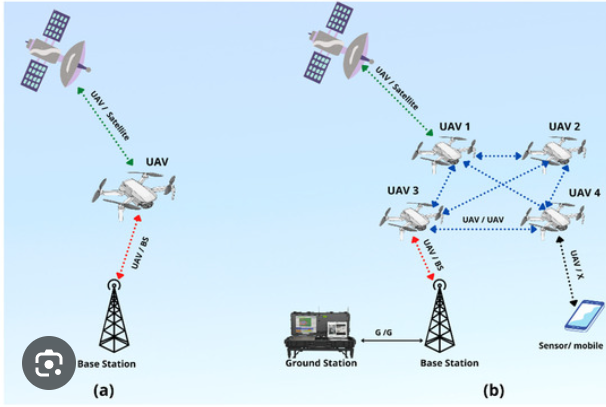 UAV / Satellite
UAV
UAV / BS
Base Station
(a)
UAV / Satellite
UAV 1
UAV 2
UAV 3
UAV 4
UAV / UAV
UAV / BS
UAV / X
G /G
Ground Station
Base Station
Sensor/ mobile
(b)